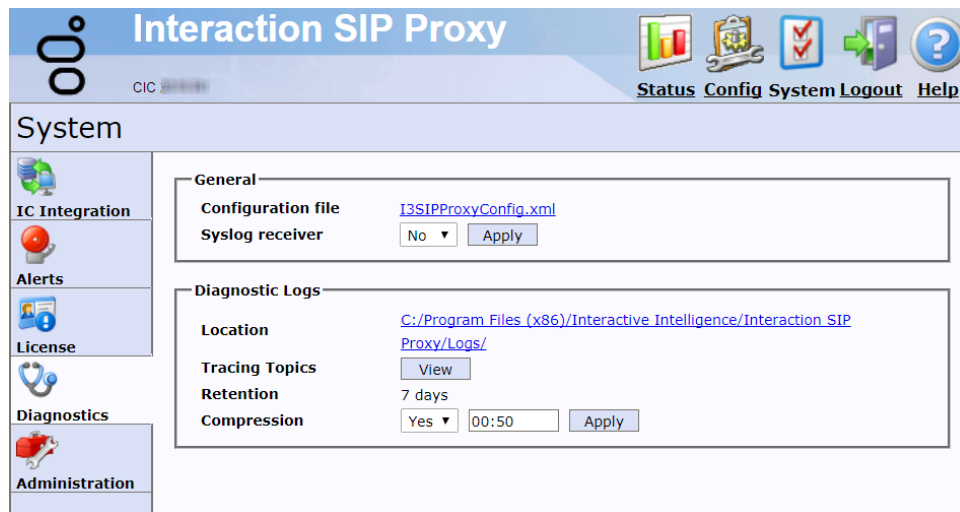 Interaction SIP Proxy
CIC
Status Config System Logout Help
System
IC Integration
Alerts
License
Diagnostics
Administration
General
Configuration file I3SIPProxyConfig.xml
Syslog receiver No Apply
Diagnostic Logs
Location C:/Program Files (x86)/Interactive Intelligence/Interaction SIP
Proxy/Logs/
Tracing Topics View
Retention 7 days
Compression Yes 00:50 Apply